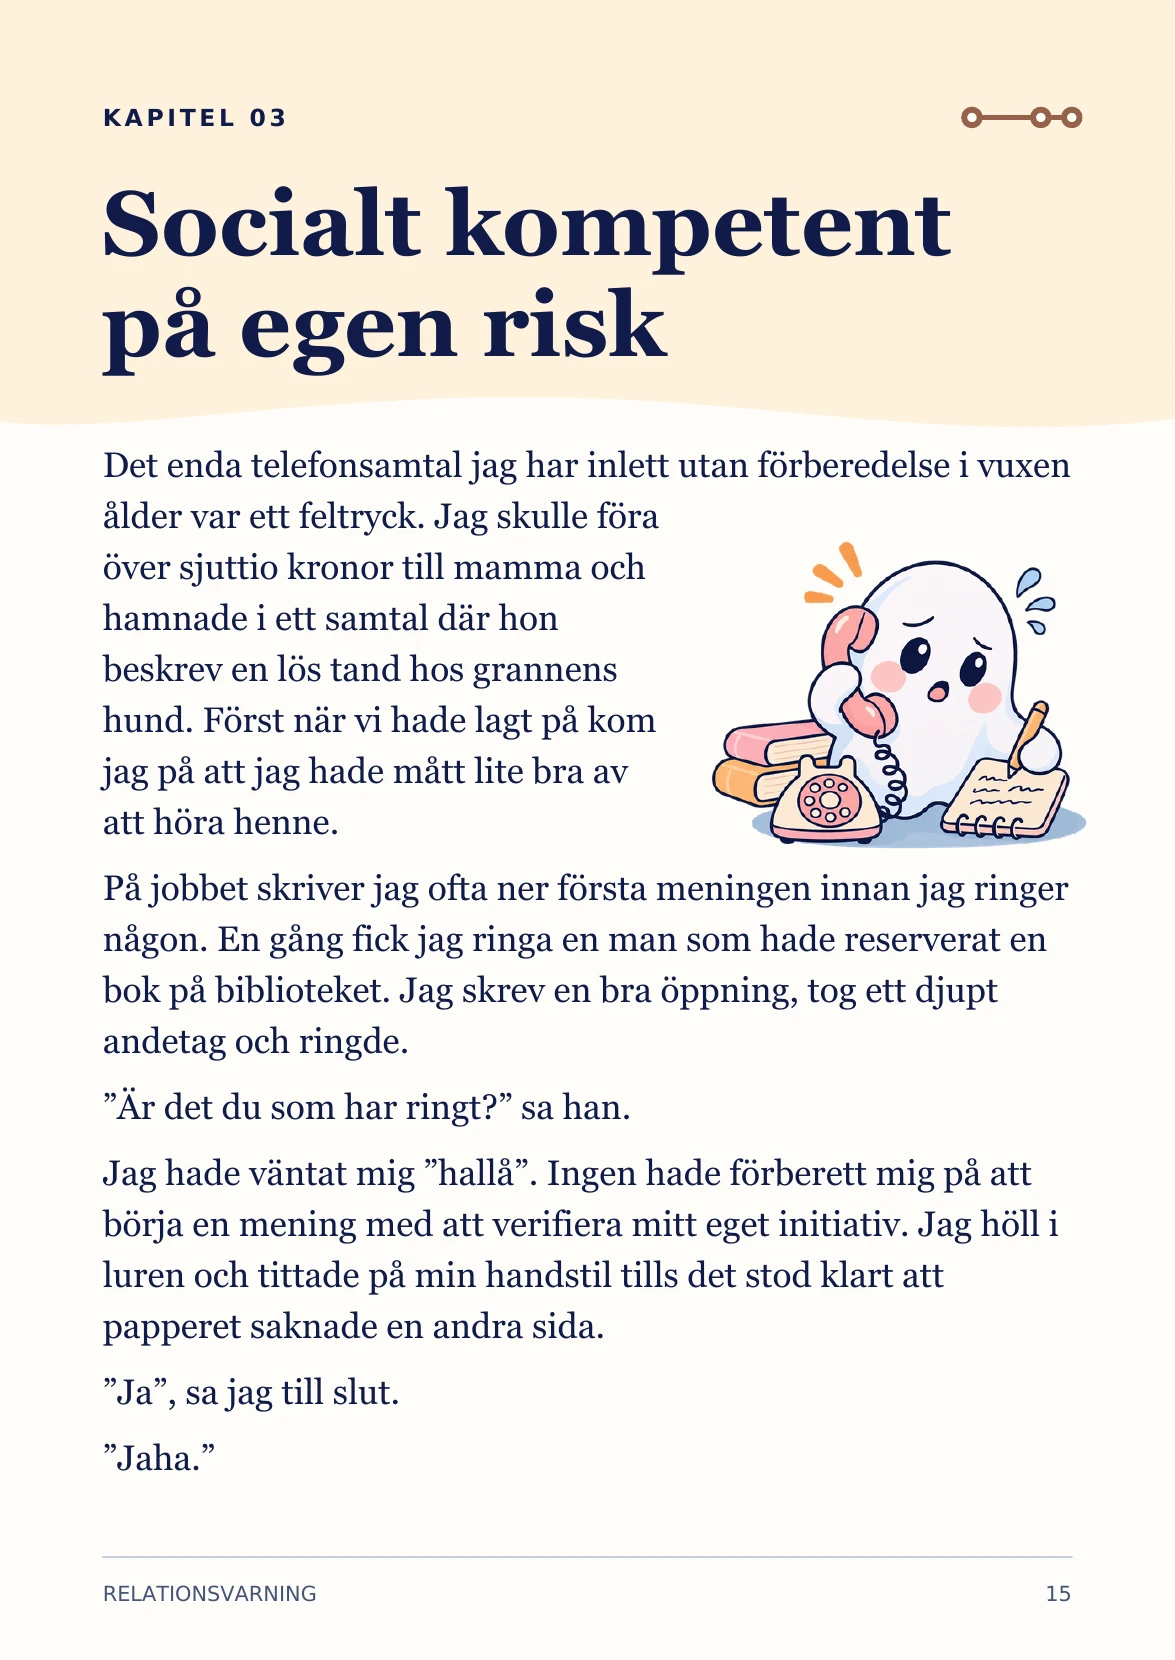 KAPITEL 03
Socialt kompetent
på egen risk
Det enda telefonsamtal jag har inlett utan förberedelse i vuxen
ålder var ett feltryck. Jag skulle föra
över sjuttio kronor till mamma och
hamnade i ett samtal där hon
beskrev en lös tand hos grannens
hund. Först när vi hade lagt på kom
jag på att jag hade mått lite bra av
att höra henne.
På jobbet skriver jag ofta ner första meningen innan jag ringer
någon. En gång fick jag ringa en man som hade reserverat en
bok på biblioteket. Jag skrev en bra öppning, tog ett djupt
andetag och ringde.
”Är det du som har ringt?” sa han.
Jag hade väntat mig ”hallå”. Ingen hade förberett mig på att
börja en mening med att verifiera mitt eget initiativ. Jag höll i
luren och tittade på min handstil tills det stod klart att
papperet saknade en andra sida.
”Ja”, sa jag till slut.
”Jaha.”
RELATIONSVARNING
15